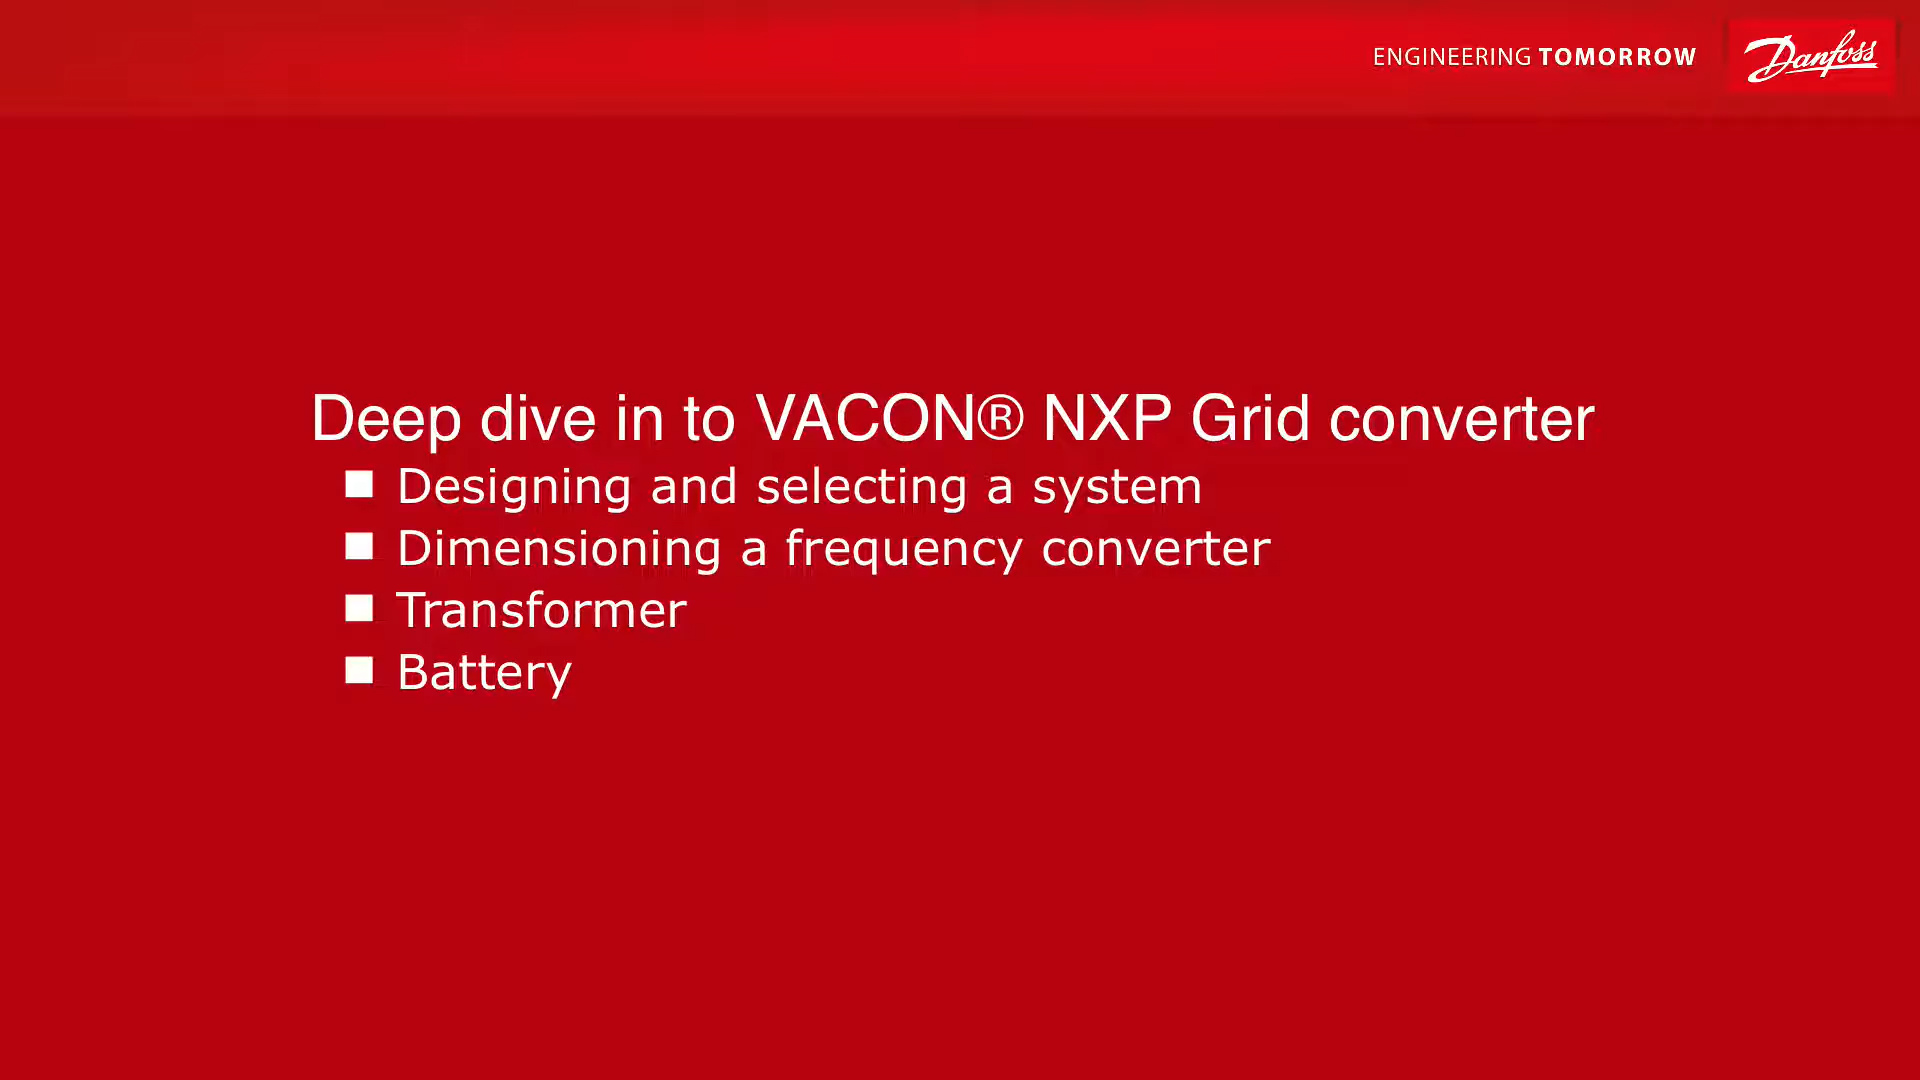 ENGINEERING TOMORROW
Danfoss
Deep dive in to VACON® NXP Grid converter
Designing and selecting a system
Dimensioning a frequency converter
Transformer
Battery